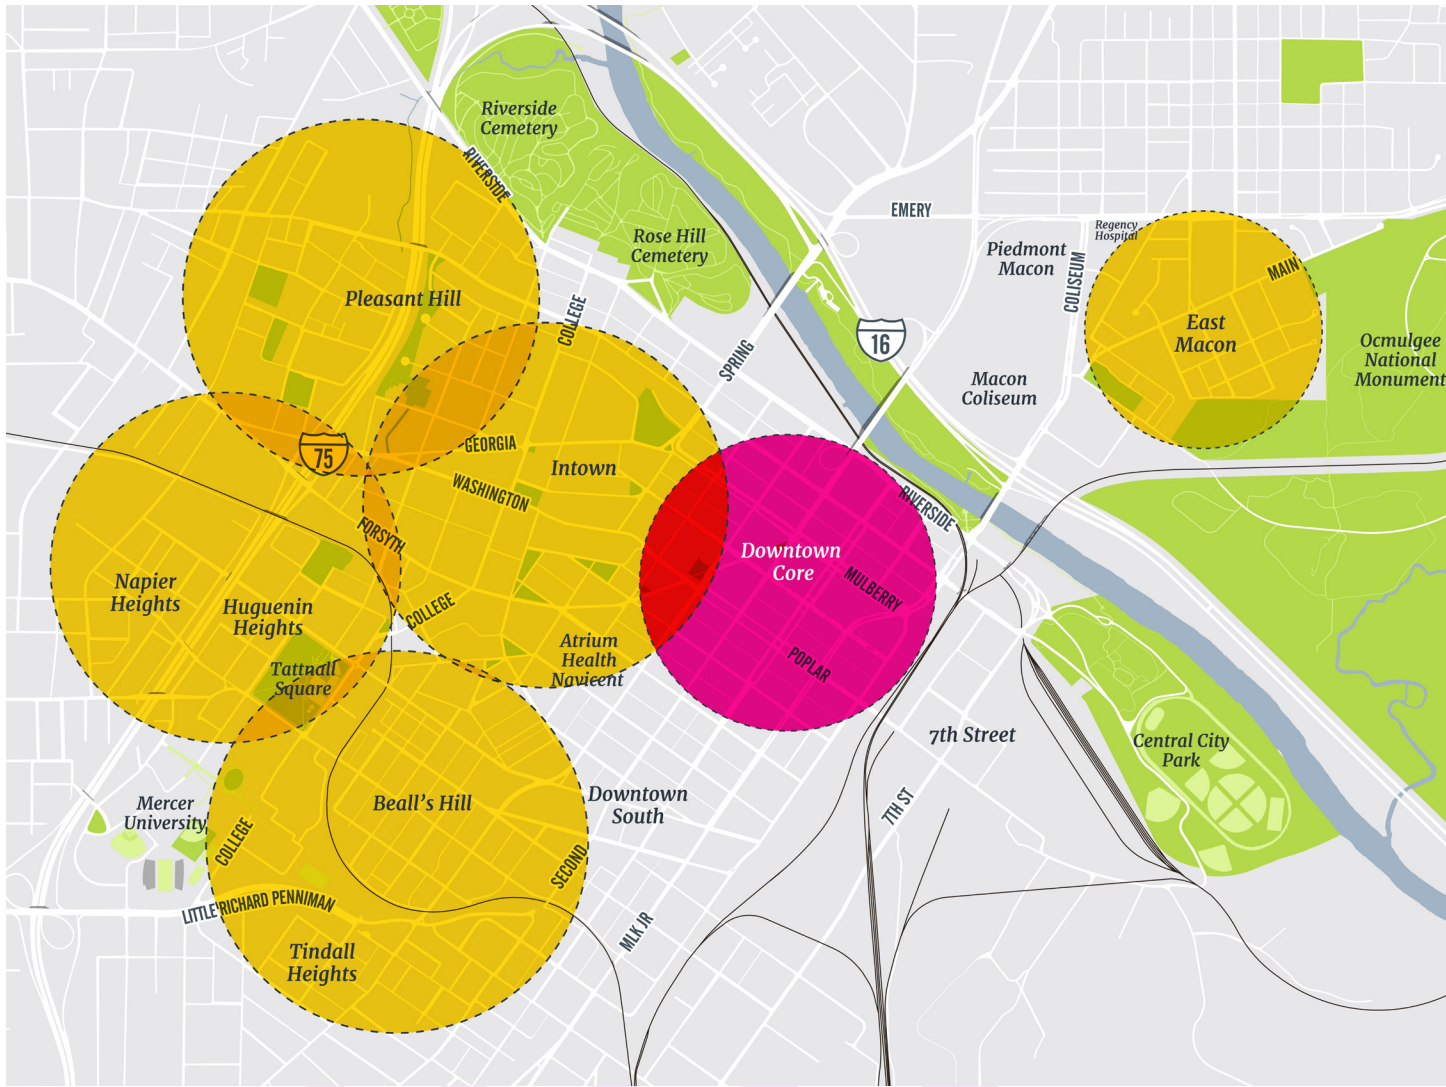 Riverside
Cemetery
RIVERSIDE
EMERY
Regency
Hospital
Rose Hill
Cemetery
Piedmont
Macon
COLISEUM
MAIN
Pleasant Hill
COLLEGE
SPRING
16
East
Macon
Ocmulgee
National
Monument
Macon
Coliseum
GEORGIA
75
Intown
WASHINGTON
FORSYTH
RIVERSIDE
Downtown
Core
MULBERRY
Napier
Heights
Huguenin
Heights
COLLEGE
Atrium
Health
Navicent
POPLAR
Tattnall
Square
7th Street
Central City
Park
Mercer
University
Beall's Hill
Downtown
South
7TH ST
COLLEGE
SECOND
LITTLE RICHARD PENNIMAN
MLK JR
Tindall
Heights